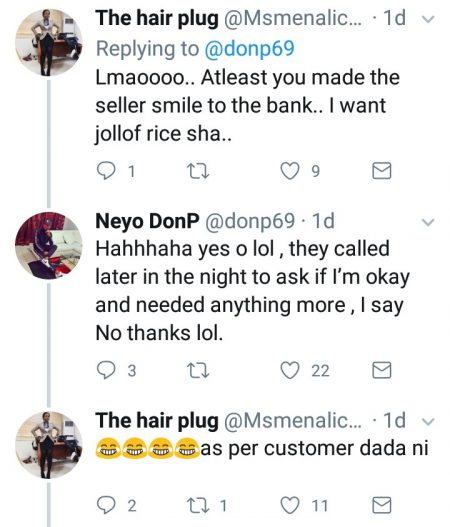 The hair plug @Msmenalic... · 1d
Replying to @donp69
Lmaoooo.. Atleast you made the
seller smile to the bank.. I want
jollof rice sha..
1 9
Neyo DonP @donp69 · 1d
Hahhhaha yes o lol , they called
later in the night to ask if I’m okay
and needed anything more , I say
No thanks lol.
3 22
The hair plug @Msmenalic... · 1d
😂😂😂😂as per customer dada ni
2 1 11